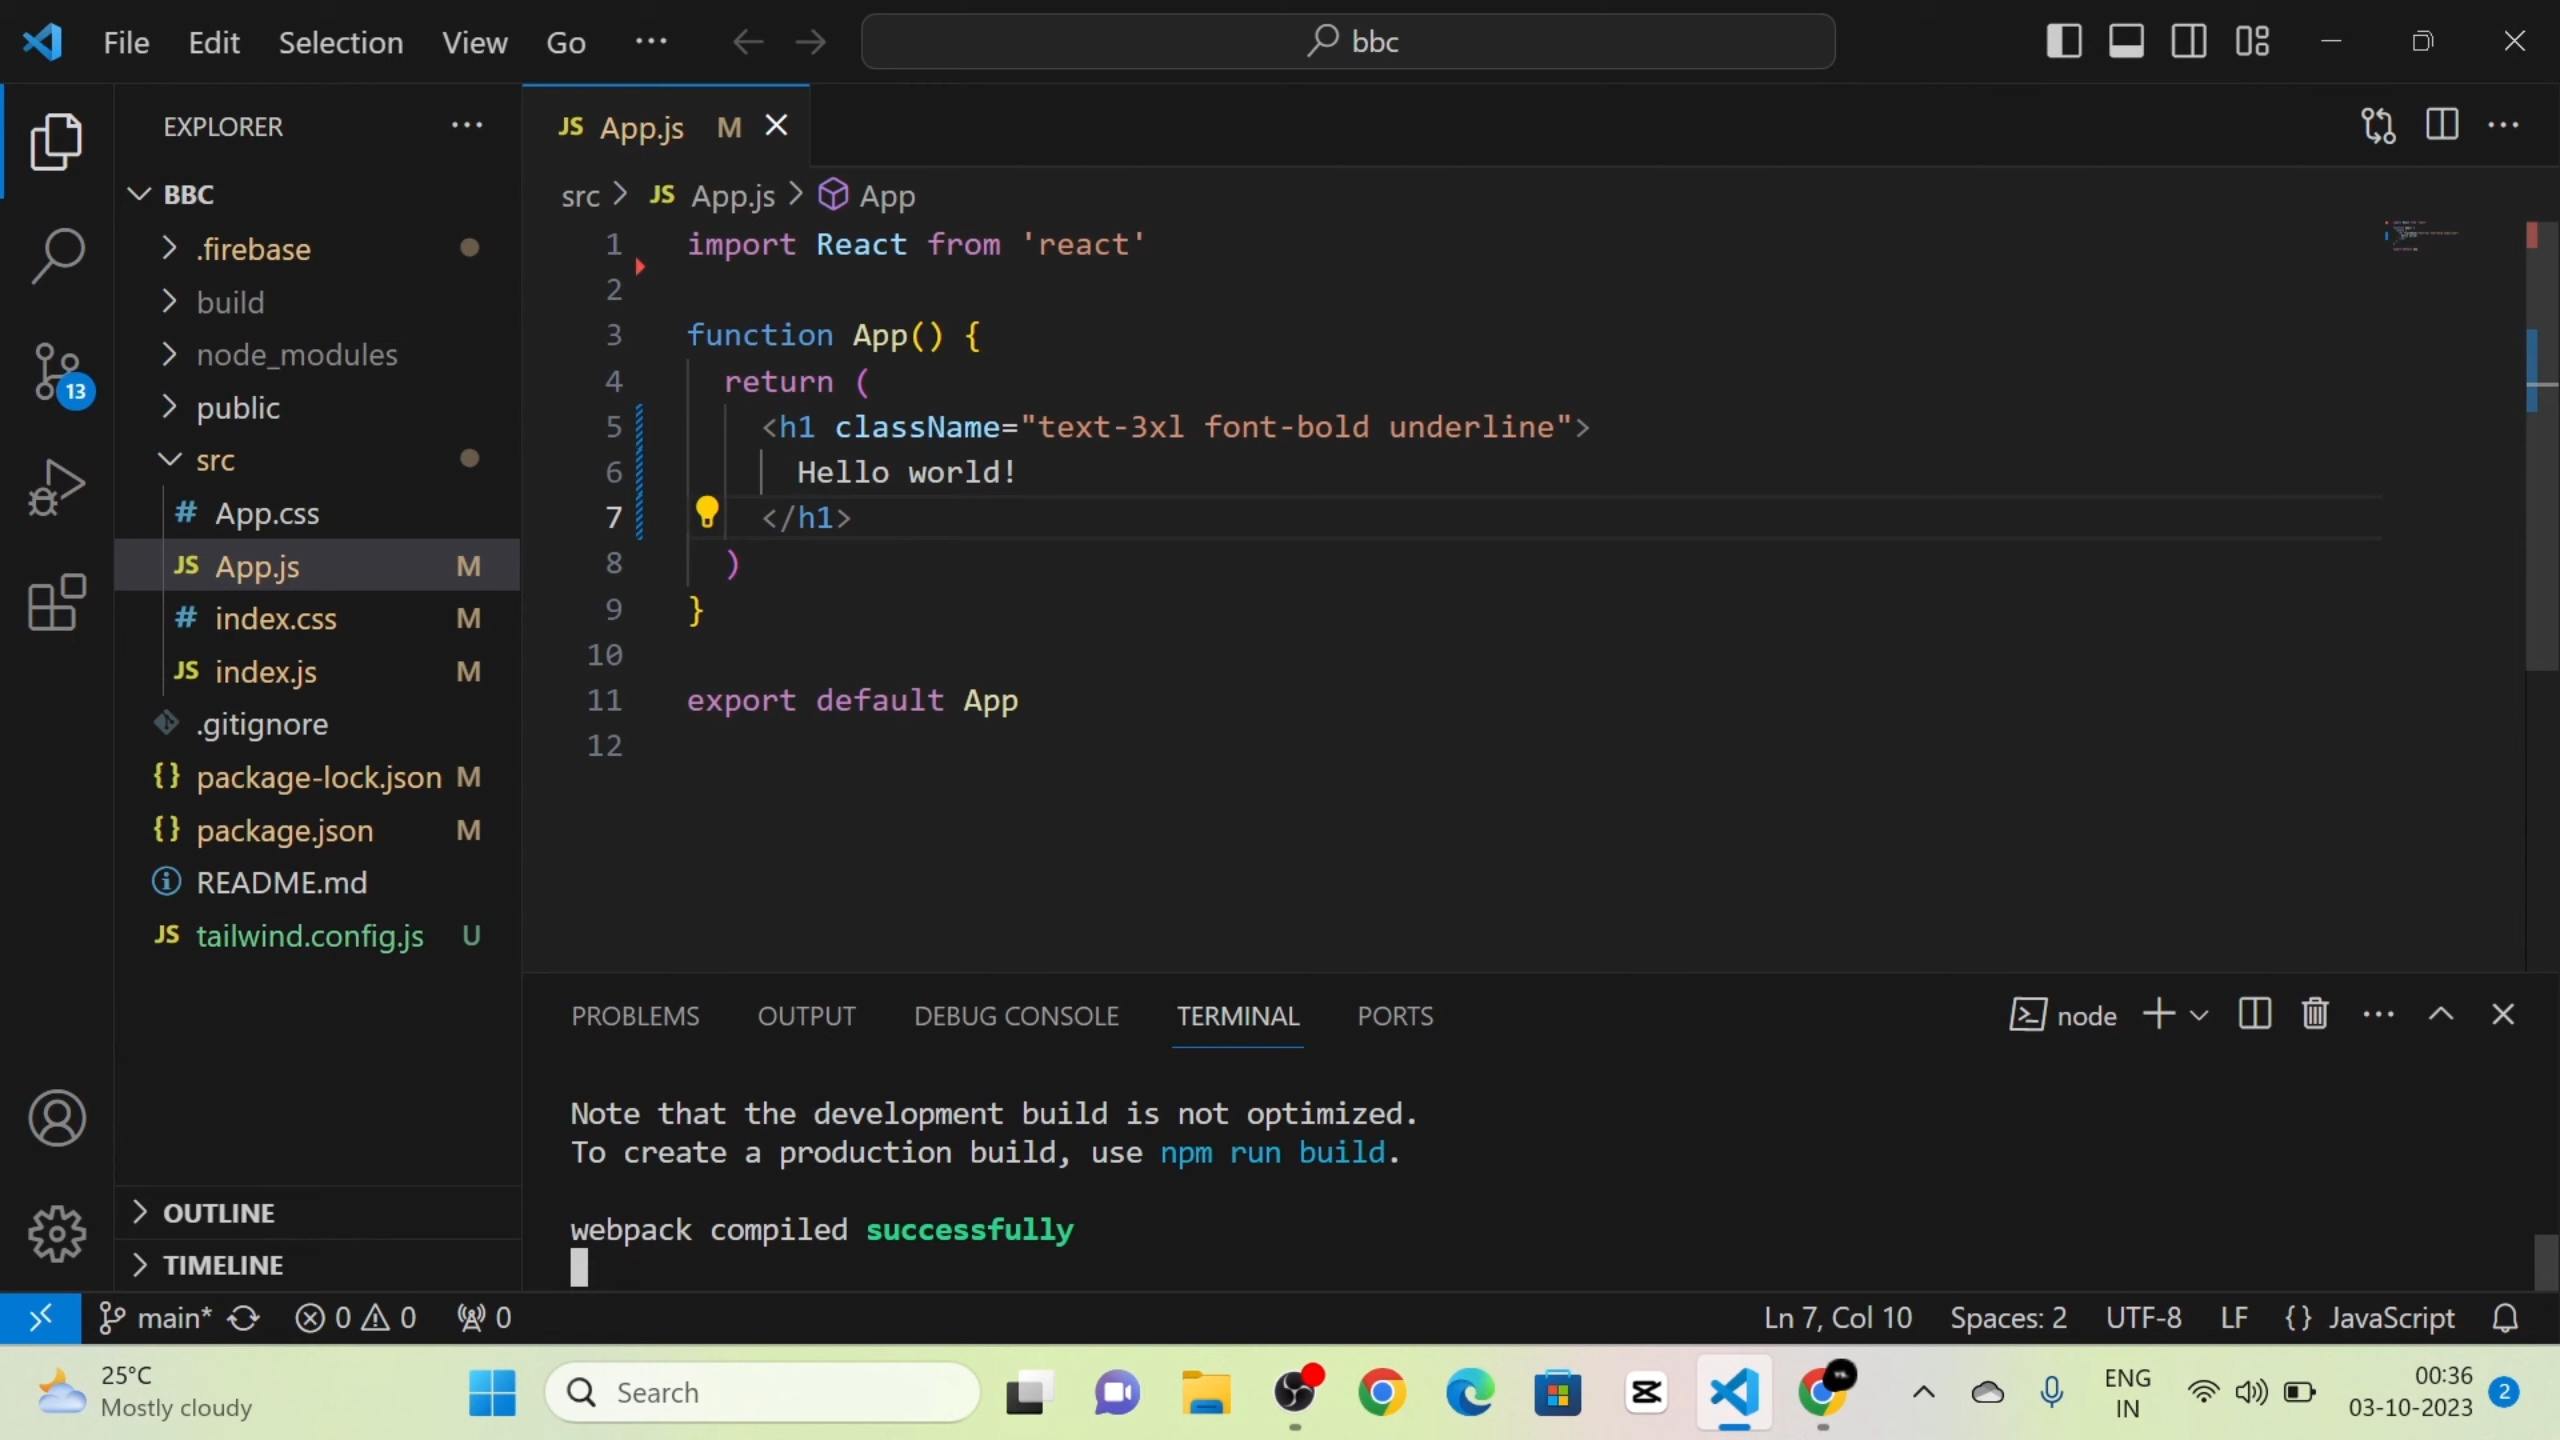 File Edit Selection View Go ··· bbc
EXPLORER ···
BBC
.firebase
build
node_modules
public
src
# App.css
JS App.js M
# index.css M
JS index.js M
.gitignore
{} package-lock.json M
{} package.json M
README.md
JS tailwind.config.js U
OUTLINE
TIMELINE
13
JS App.js M
src > JS App.js > App
1 import React from 'react'
2
3 function App() {
4 return (
5 <h1 className="text-3xl font-bold underline">
6 Hello world!
7 </h1>
8 )
9 }
10
11 export default App
12
PROBLEMS OUTPUT DEBUG CONSOLE TERMINAL PORTS node
Note that the development build is not optimized.
To create a production build, use npm run build.
webpack compiled successfully
main* 0 0 0 Ln 7, Col 10 Spaces: 2 UTF-8 LF {} JavaScript
25°C
Mostly cloudy
Search
ENG
IN
00:36
03-10-2023
2